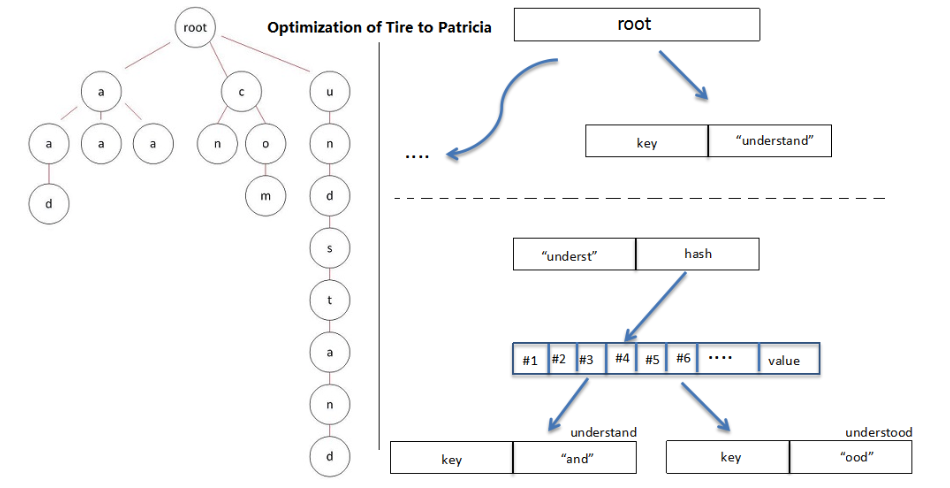 Optimization of Tire to Patricia
root
a c u
a a a n o n
d m d
s
t
a
n
d
root
key "understand"
....
"underst" hash
#1 #2 #3 #4 #5 #6 .... value
understand
key "and"
understood
key "ood"